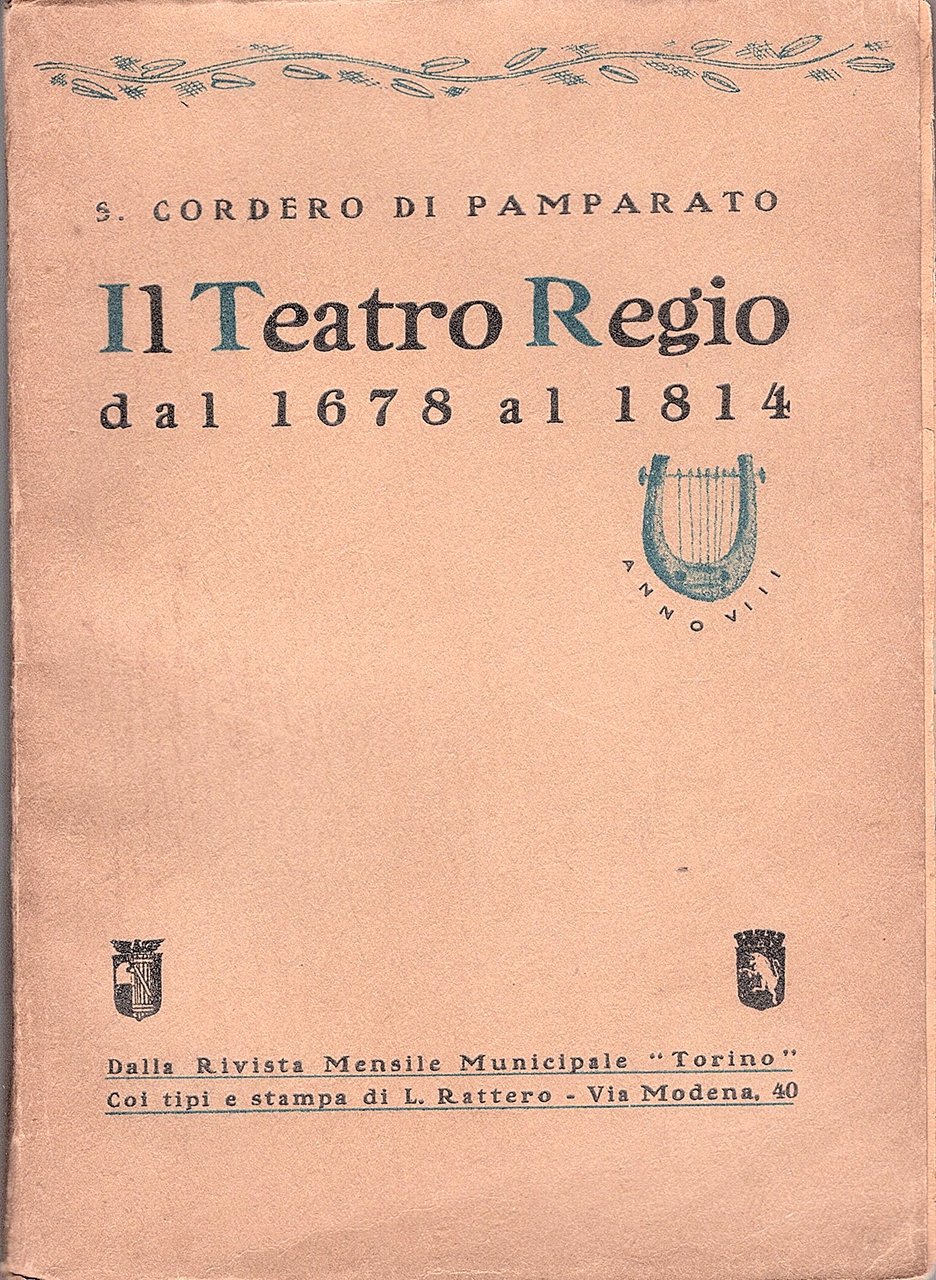 S. CORDERO DI PAMPARATO
Il Teatro Regio
dal 1678 al 1814
ANNO VIII
Dalla Rivista Mensile Municipale "Torino"
Coi tipi e stampa di L. Rattero - Via Modena, 40